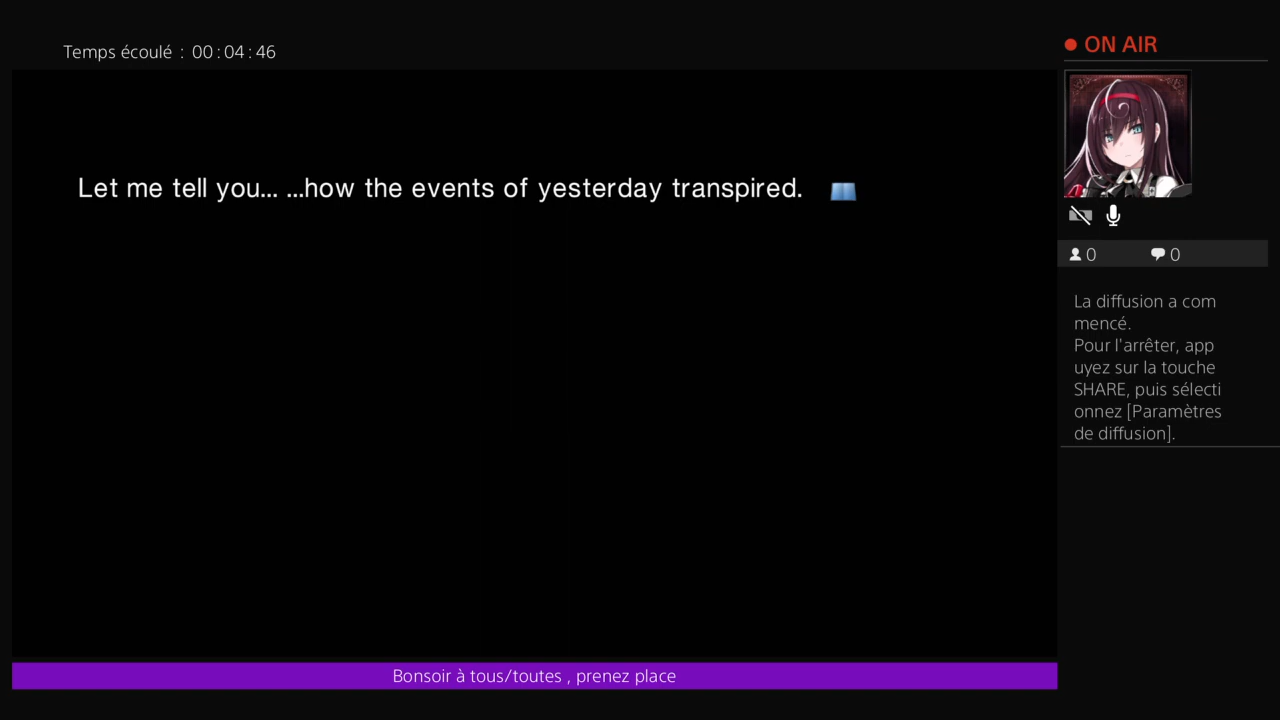 Temps écoulé : 00:04:46
ON AIR
Let me tell you... ...how the events of yesterday transpired.
0 0
La diffusion a com
mencé.
Pour l'arrêter, app
uyez sur la touche
SHARE, puis sélecti
onnez [Paramètres
de diffusion].
Bonsoir à tous/toutes , prenez place